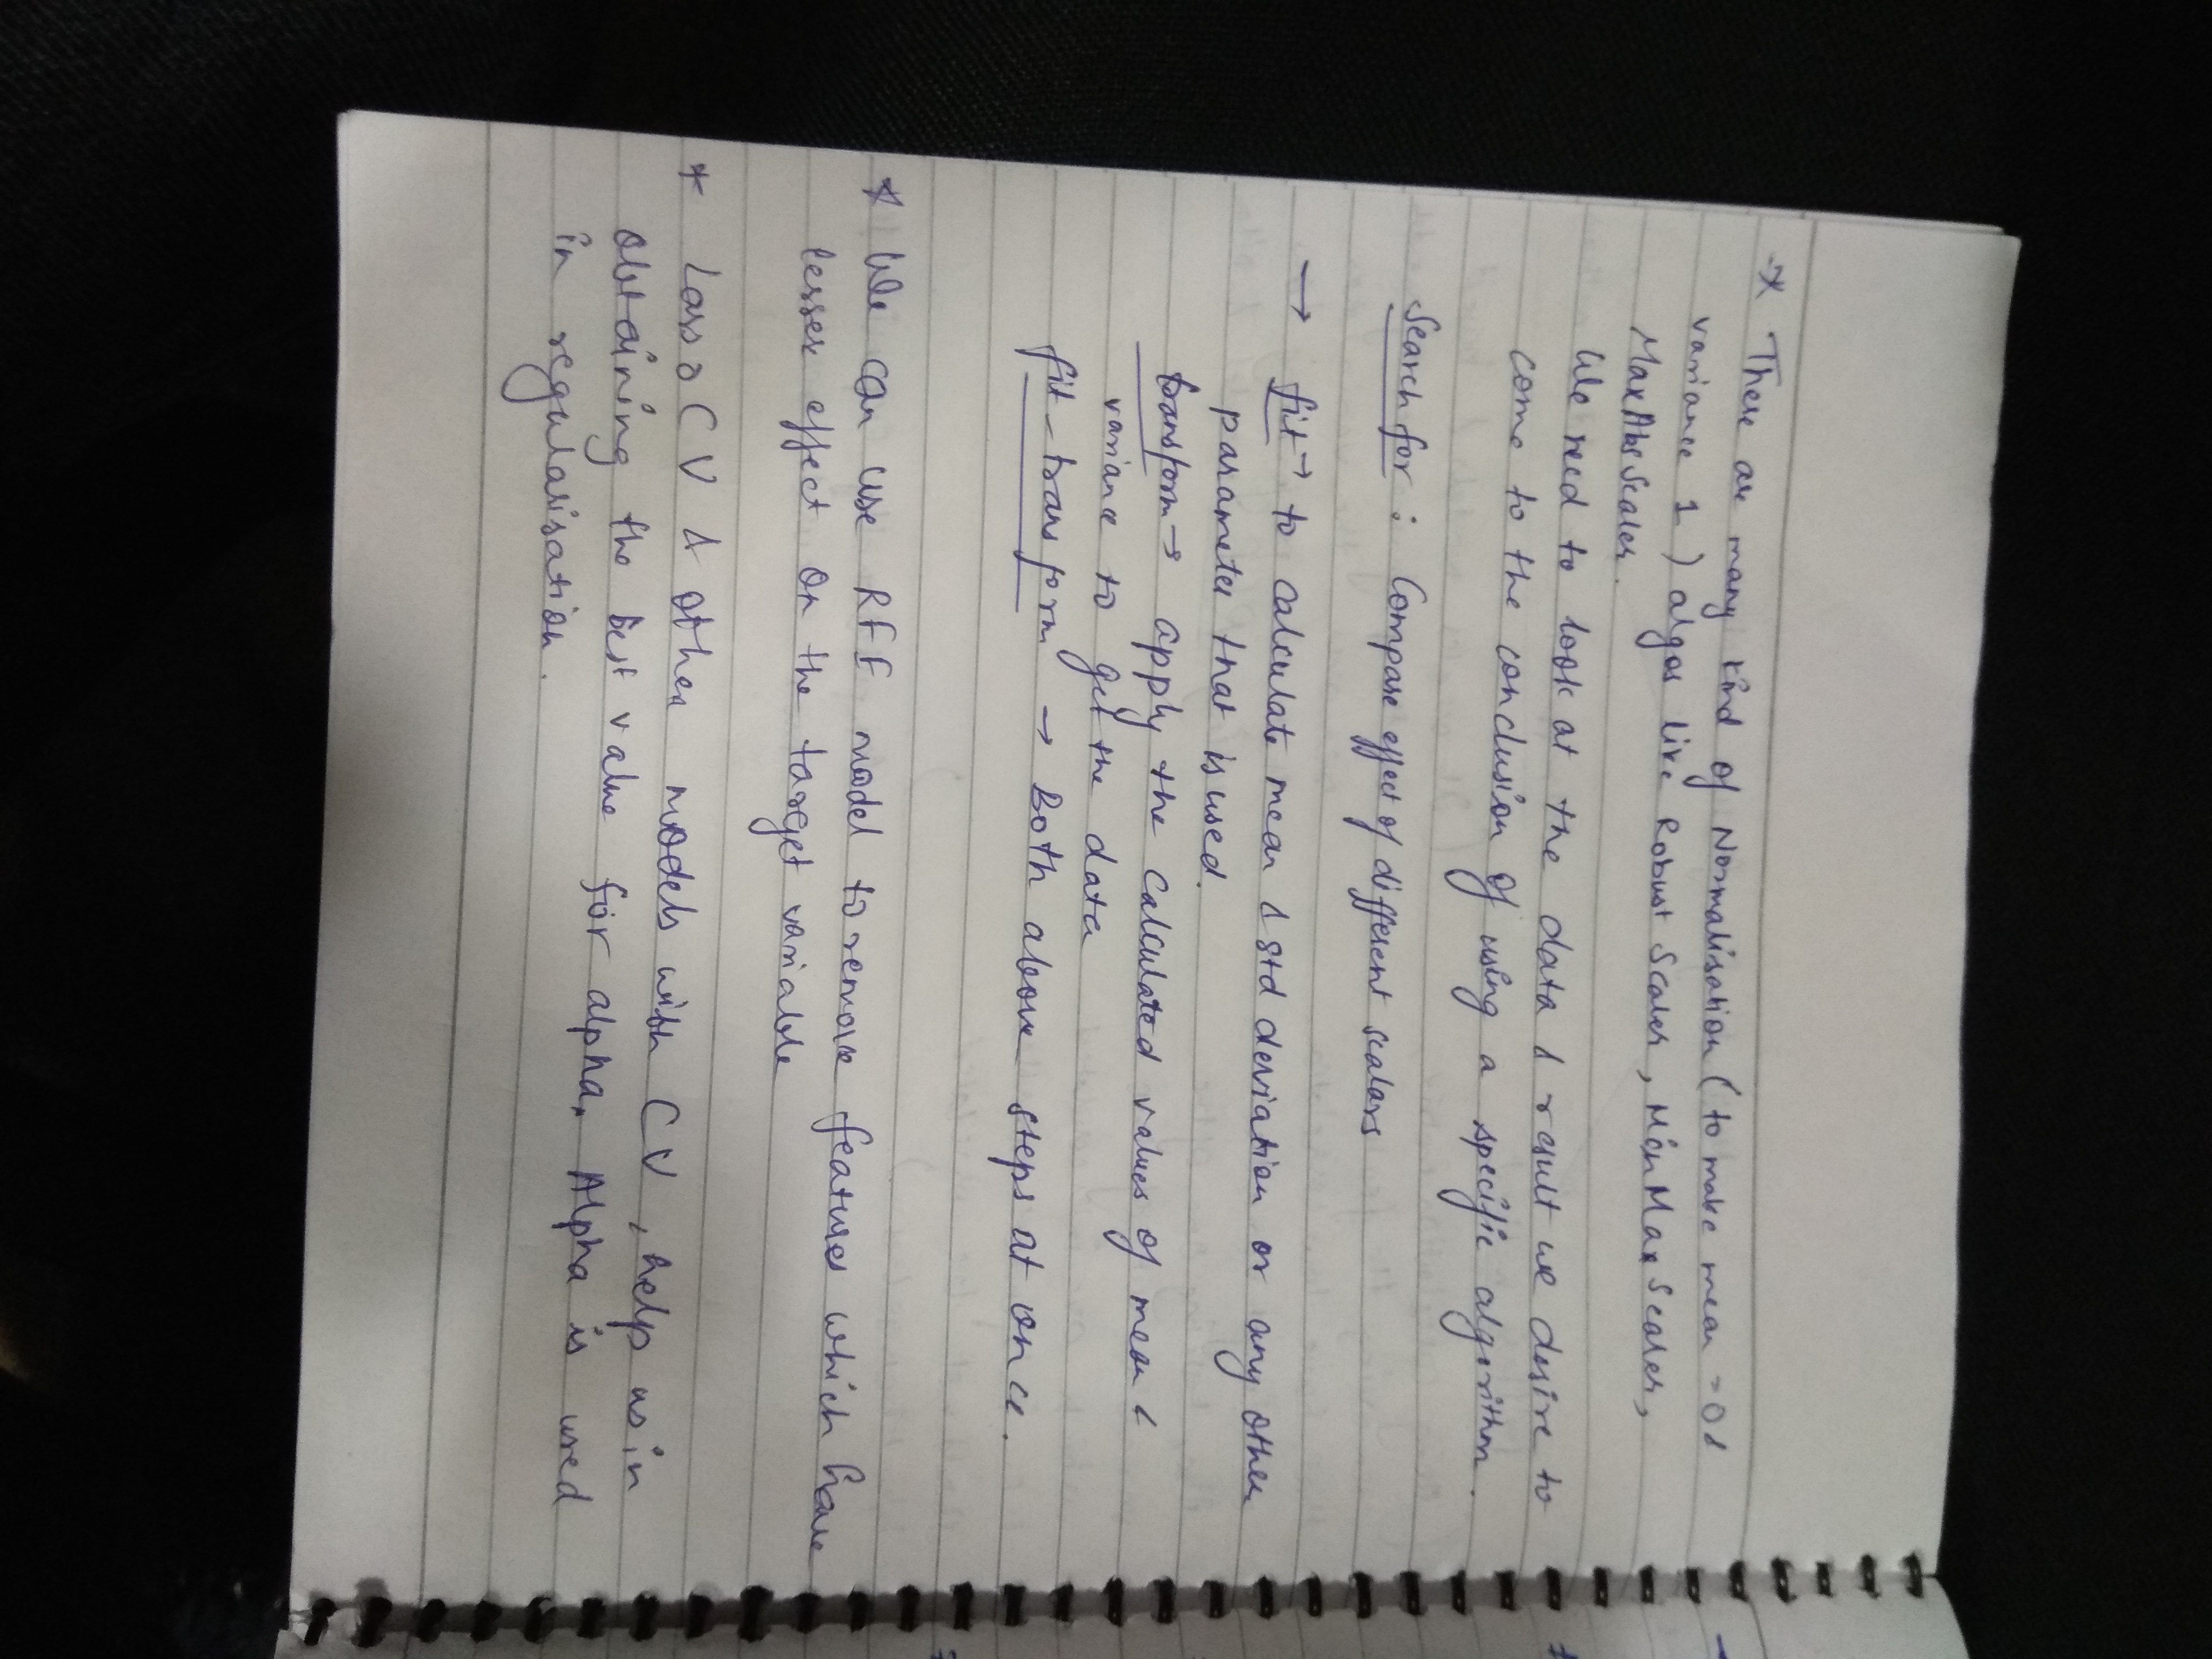 * There are many kind of Normalisation (to make mean = 0 &
variance 1) algos like Robust Scaler, MinMaxScaler,
MaxAbsScaler.
We need to look at the data & result we desire to
come to the conclusion of using a specific algorithm.
Search for : Compare effect of different scalars
→ fit → to calculate mean & std deviation or any other
parameter that is used.
transform → apply the calculated values of mean &
variance to get the data
fit-transform → Both above steps at once.
* We can use RFE model to remove features which have
lesser effect on the target variable
* Lasso CV & other models with CV, help us in
obtaining the best value for alpha, Alpha is used
in regularisation.